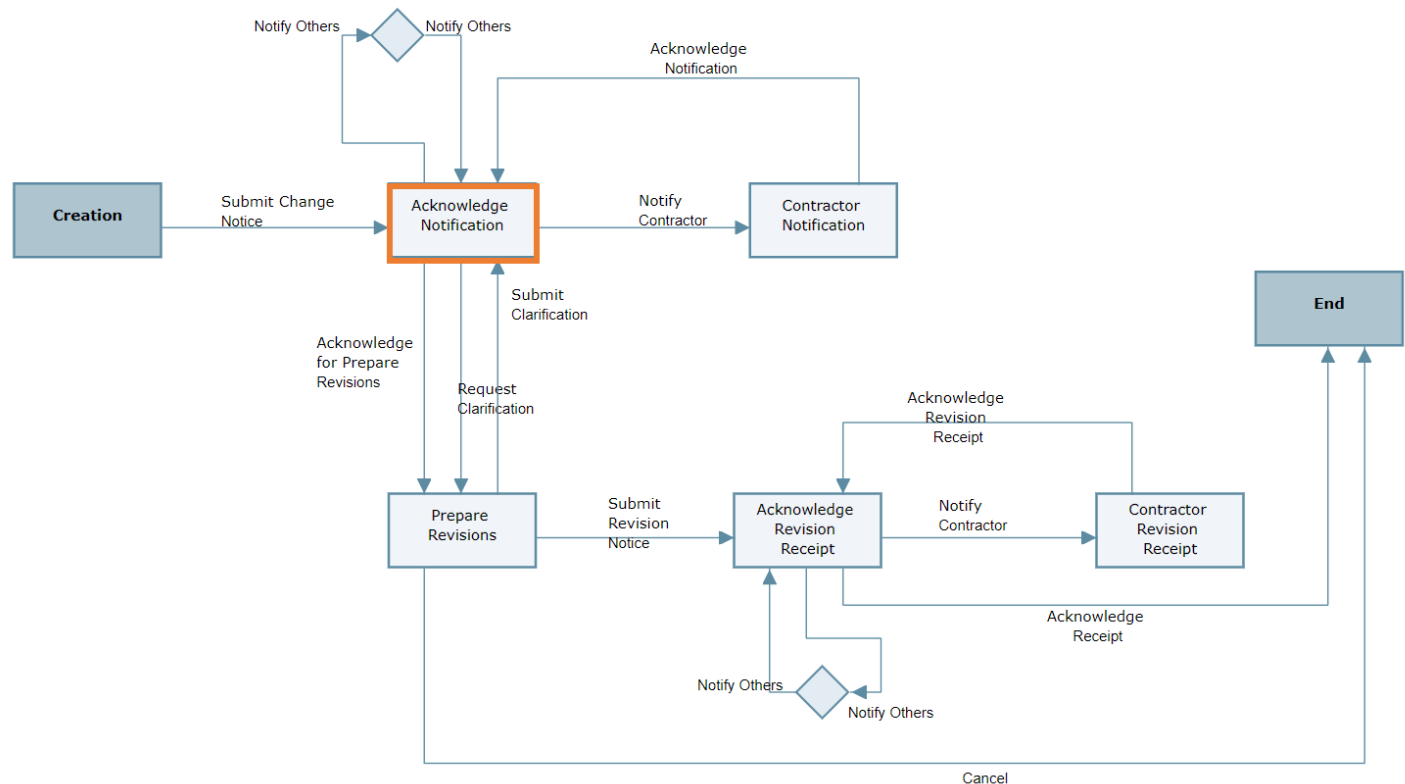 Notify Others
Notify Others
Acknowledge
Notification
Creation
Submit Change
Notice
Acknowledge
Notification
Notify
Contractor
Contractor
Notification
Submit
Clarification
End
Acknowledge
for Prepare
Revisions
Request
Clarification
Acknowledge
Revision
Receipt
Prepare
Revisions
Submit
Revision
Notice
Acknowledge
Revision
Receipt
Notify
Contractor
Contractor
Revision
Receipt
Acknowledge
Receipt
Notify Others
Notify Others
Cancel